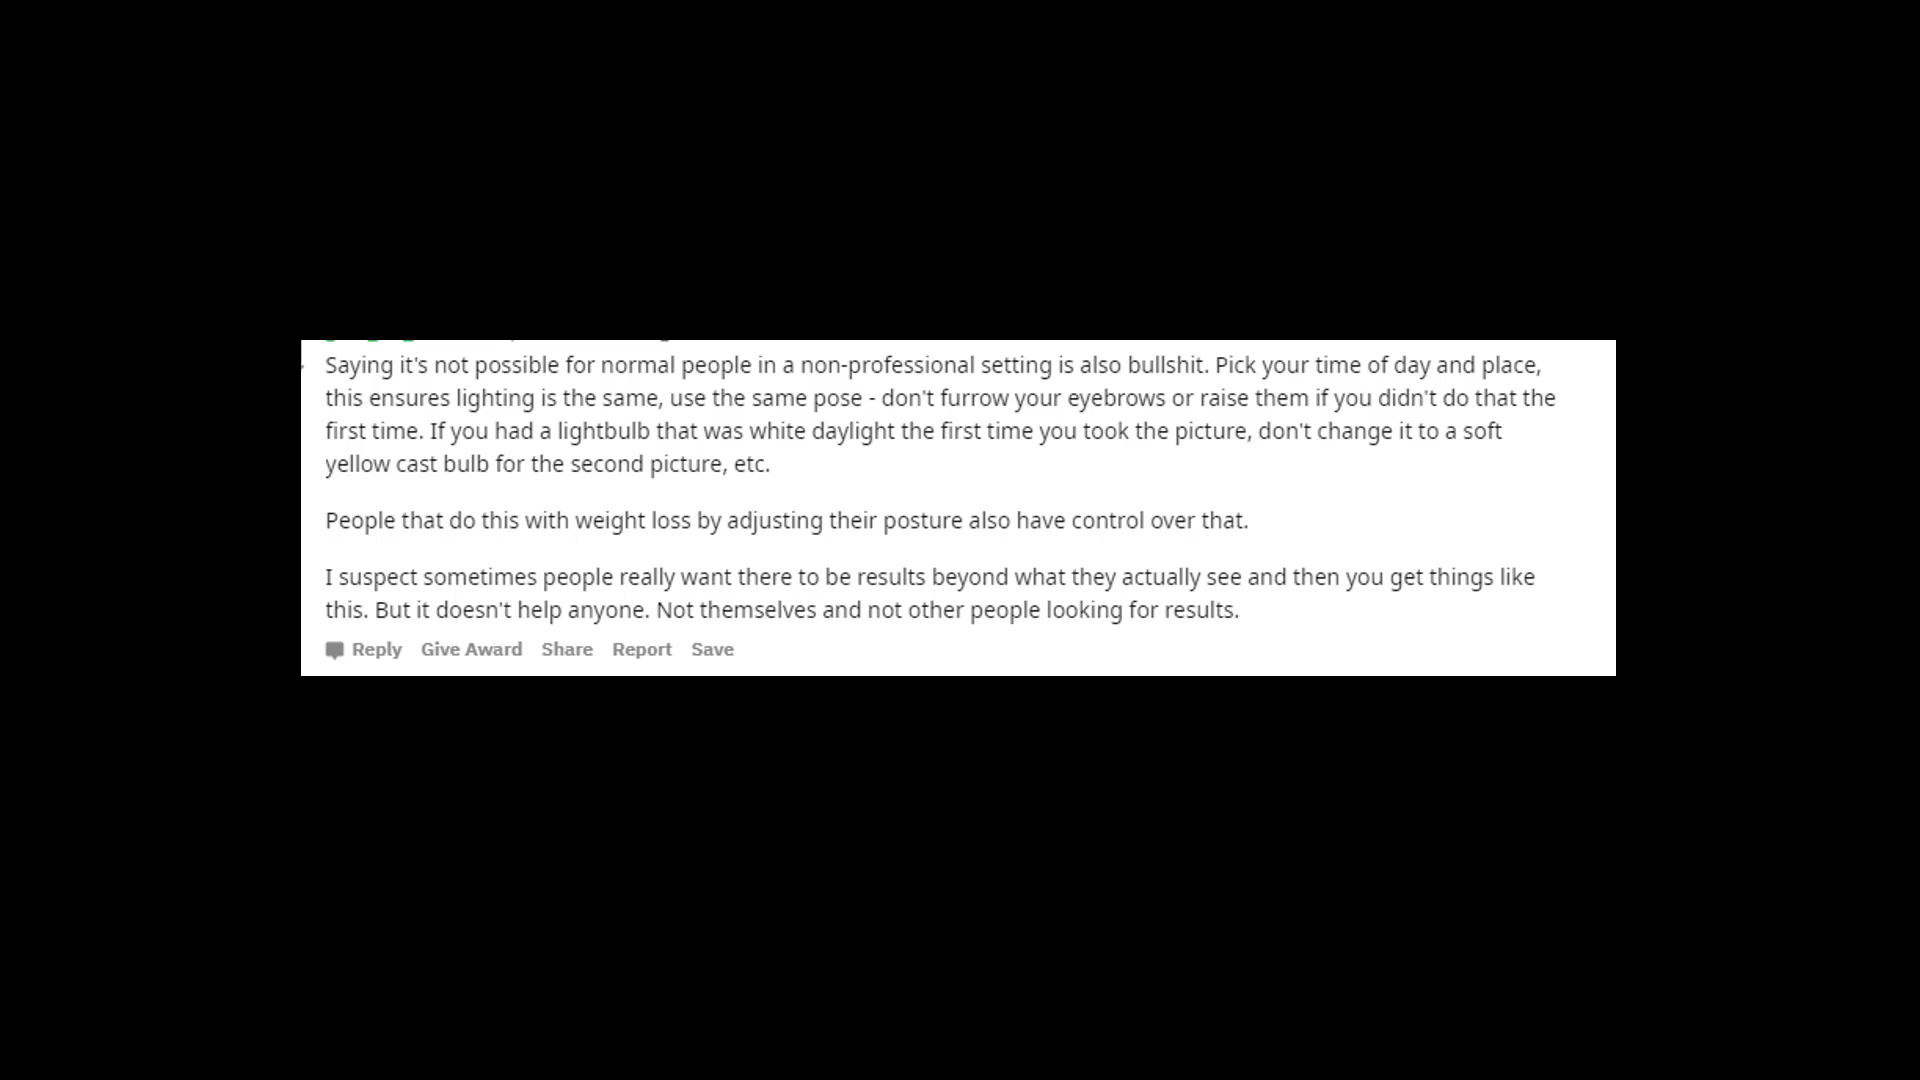 Saying it's not possible for normal people in a non-professional setting is also bullshit. Pick your time of day and place,
this ensures lighting is the same, use the same pose - don't furrow your eyebrows or raise them if you didn't do that the
first time. If you had a lightbulb that was white daylight the first time you took the picture, don't change it to a soft
yellow cast bulb for the second picture, etc.
People that do this with weight loss by adjusting their posture also have control over that.
I suspect sometimes people really want there to be results beyond what they actually see and then you get things like
this. But it doesn't help anyone. Not themselves and not other people looking for results.
Reply Give Award Share Report Save